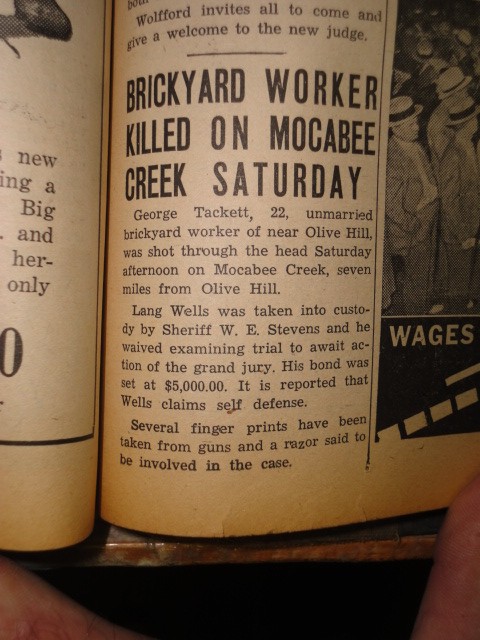 Wolfford invites all to come and
give a welcome to the new judge.
BRICKYARD WORKER
KILLED ON MOCABEE
CREEK SATURDAY
George Tackett, 22, unmarried
brickyard worker of near Olive Hill,
was shot through the head Saturday
afternoon on Mocabee Creek, seven
miles from Olive Hill.
Lang Wells was taken into custo-
dy by Sheriff W. E. Stevens and he
waived examining trial to await ac-
tion of the grand jury. His bond was
set at $5,000.00. It is reported that
Wells claims self defense.
Several finger prints have been
taken from guns and a razor said to
be involved in the case.
new
ing a
Big
. and
her-
only
0
WAGES